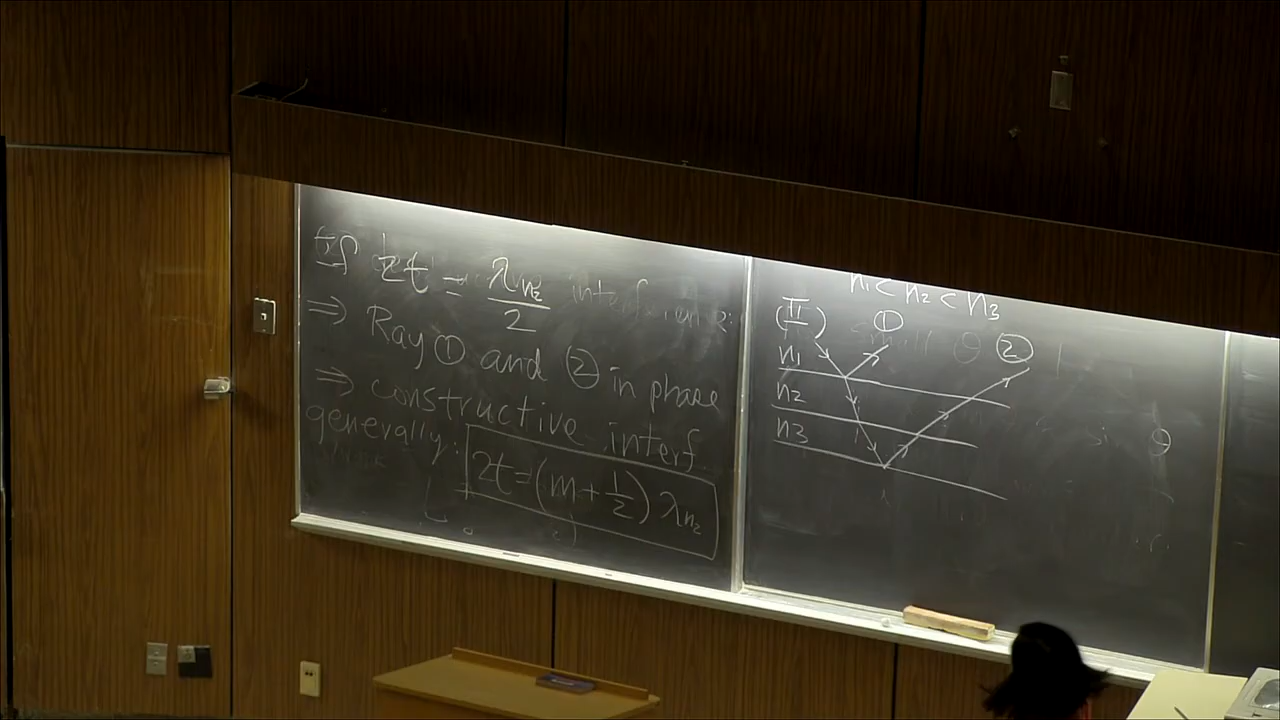 If 2t = λn₂/2
⇒ Ray ① and ② in phase
⇒ constructive interf
generally: 2t=(m+1/2) λn₂
n₁ < n₂ < n₃
(II) ① ②
n₁
n₂
n₃